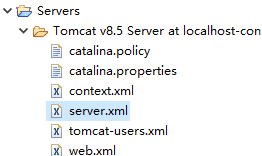 Servers
Tomcat v8.5 Server at localhost-con
catalina.policy
catalina.properties
context.xml
server.xml
tomcat-users.xml
web.xml